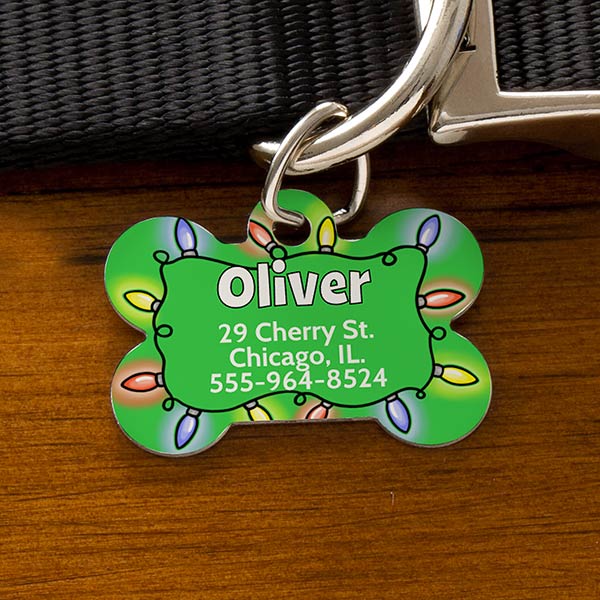 Oliver
29 Cherry St.
Chicago, IL.
555-964-8524